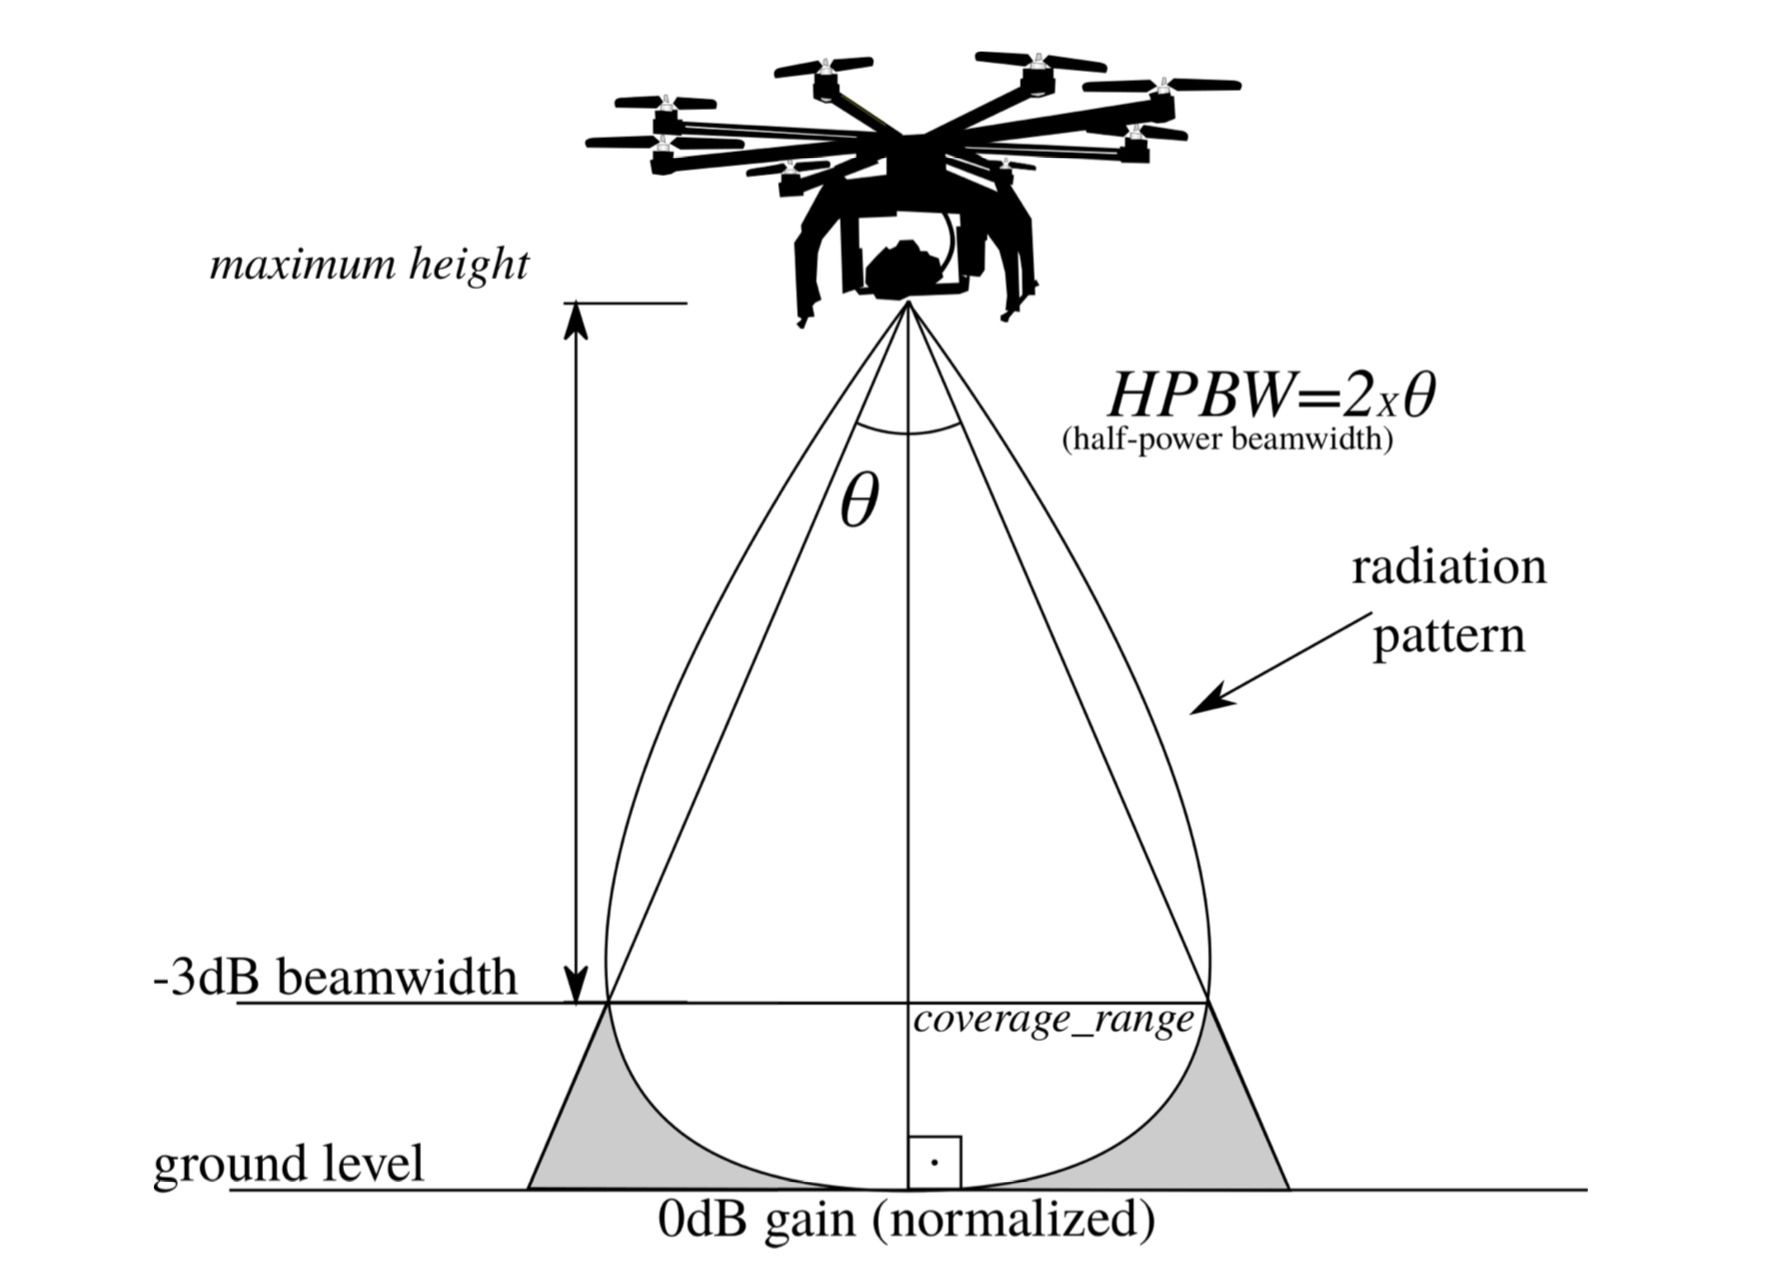 maximum height
HPBW=2xθ
(half-power beamwidth)
θ
radiation
pattern
-3dB beamwidth
coverage_range
ground level
0dB gain (normalized)